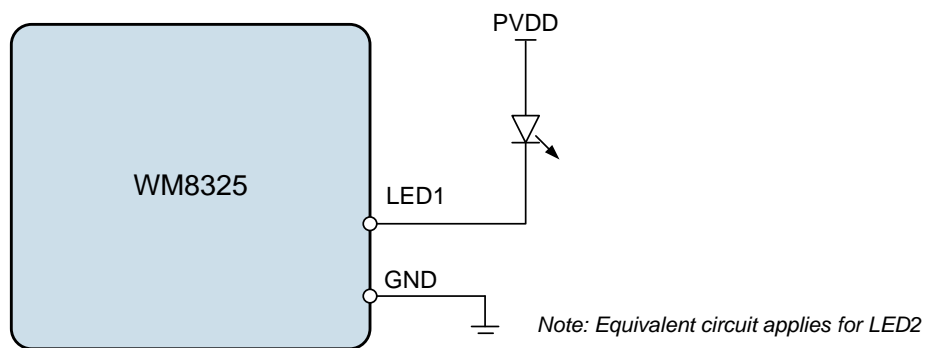 PVDD
WM8325
LED1
GND
Note: Equivalent circuit applies for LED2